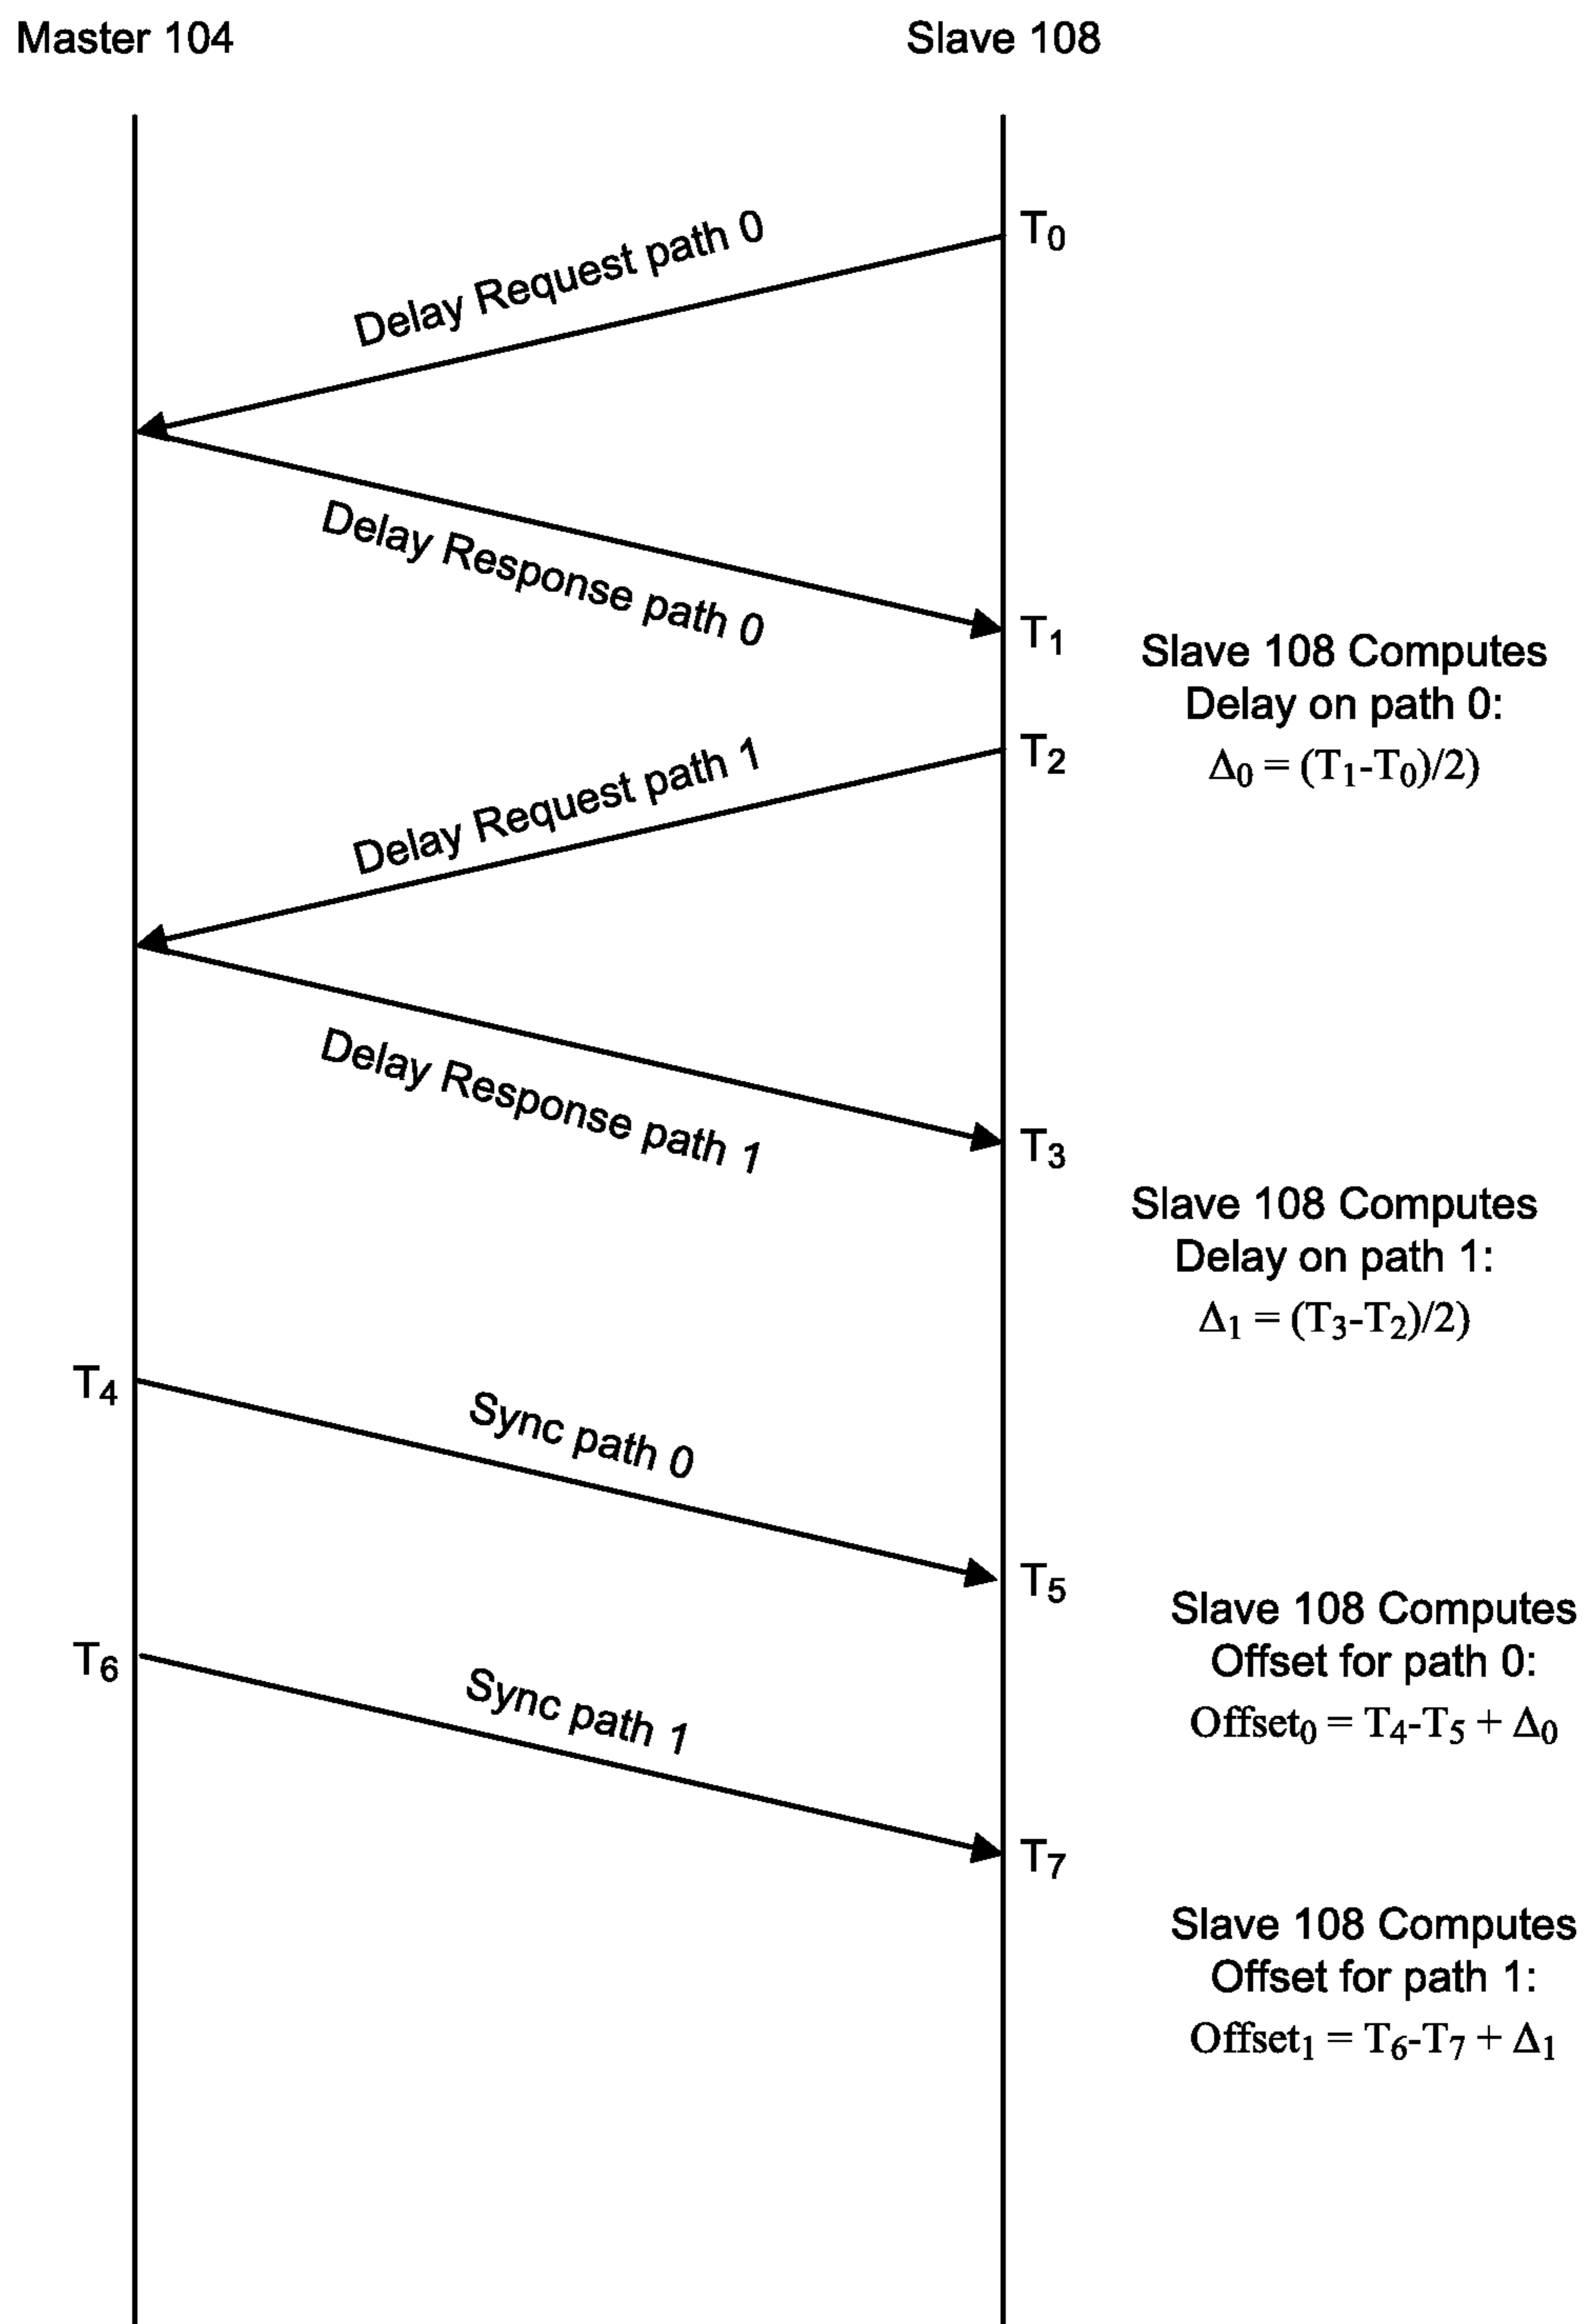 Master 104
Slave 108
T0
Delay Request path 0
Delay Response path 0
T1
Slave 108 Computes
Delay on path 0:
Δ0 = (T1-T0)/2)
T2
Delay Request path 1
Delay Response path 1
T3
Slave 108 Computes
Delay on path 1:
Δ1 = (T3-T2)/2)
T4
Sync path 0
T5
Slave 108 Computes
Offset for path 0:
Offset0 = T4-T5 + Δ0
T6
Sync path 1
T7
Slave 108 Computes
Offset for path 1:
Offset1 = T6-T7 + Δ1